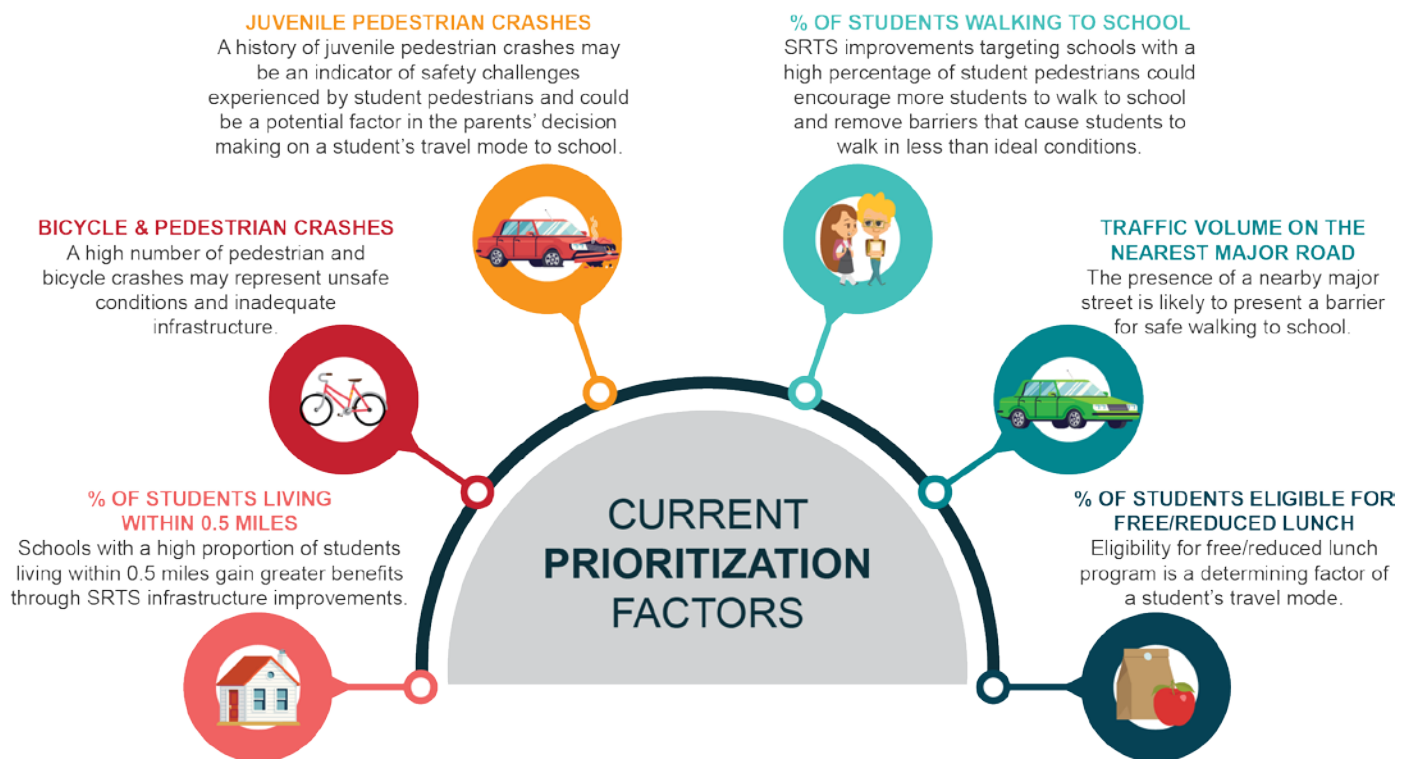 JUVENILE PEDESTRIAN CRASHES
A history of juvenile pedestrian crashes may
be an indicator of safety challenges
experienced by student pedestrians and could
be a potential factor in the parents’ decision
making on a student’s travel mode to school.
% OF STUDENTS WALKING TO SCHOOL
SRTS improvements targeting schools with a
high percentage of student pedestrians could
encourage more students to walk to school
and remove barriers that cause students to
walk in less than ideal conditions.
BICYCLE & PEDESTRIAN CRASHES
A high number of pedestrian and
bicycle crashes may represent unsafe
conditions and inadequate
infrastructure.
TRAFFIC VOLUME ON THE
NEAREST MAJOR ROAD
The presence of a nearby major
street is likely to present a barrier
for safe walking to school.
% OF STUDENTS LIVING
WITHIN 0.5 MILES
Schools with a high proportion of students
living within 0.5 miles gain greater benefits
through SRTS infrastructure improvements.
CURRENT
PRIORITIZATION
FACTORS
% OF STUDENTS ELIGIBLE FOR
FREE/REDUCED LUNCH
Eligibility for free/reduced lunch
program is a determining factor of
a student’s travel mode.